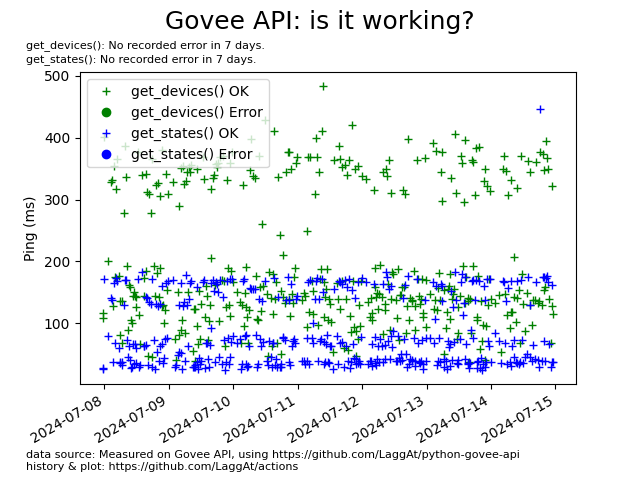 Govee API: is it working?
get_devices(): No recorded error in 7 days.
get_states(): No recorded error in 7 days.
500
400
300
200
100
Ping (ms)
get_devices() OK
get_devices() Error
get_states() OK
get_states() Error
2024-07-08
2024-07-09
2024-07-10
2024-07-11
2024-07-12
2024-07-13
2024-07-14
2024-07-15
data source: Measured on Govee API, using https://github.com/LaggAt/python-govee-api
history & plot: https://github.com/LaggAt/actions